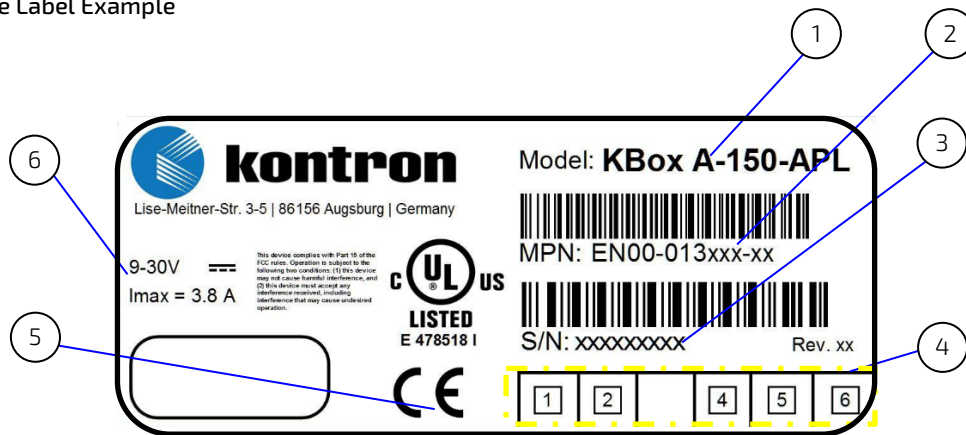 e Label Example
1
2
3
6
kontron
Model: KBox A-150-APL
Lise-Meitner-Str. 3-5 | 86156 Augsburg | Germany
MPN: EN00-013xxx-xx
9-30V
Imax = 3.8 A
This device complies with Part 15 of the
FCC rules. Operation is subject to the
following two conditions: (1) this device
may not cause harmful interference, and
(2) this device must accept any
interference received, including
interference that may cause undesired
operation.
C UL US
®
LISTED
E 478518 I
S/N: xxxxxxxxx
Rev. xx
5
4
CE
1 2 4 5 6